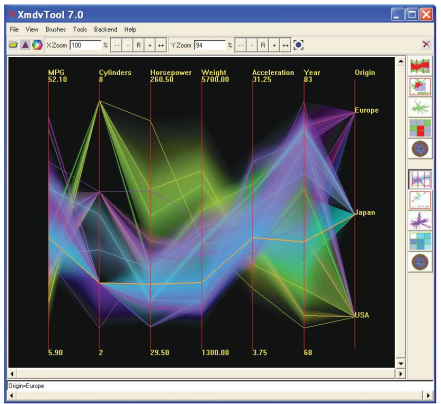 XmdvTool 7.0
File View Brushes Tools Backend Help
X Zoom 100 % -- - R + ++ Y Zoom 94 % -- - R + ++
MPG Cylinders Horsepower Weight Acceleration Year Origin
52.10 8 260.50 5700.00 31.25 83
Europe
Japan
USA
5.90 2 29.50 1300.00 3.75 68
Origin=Europe